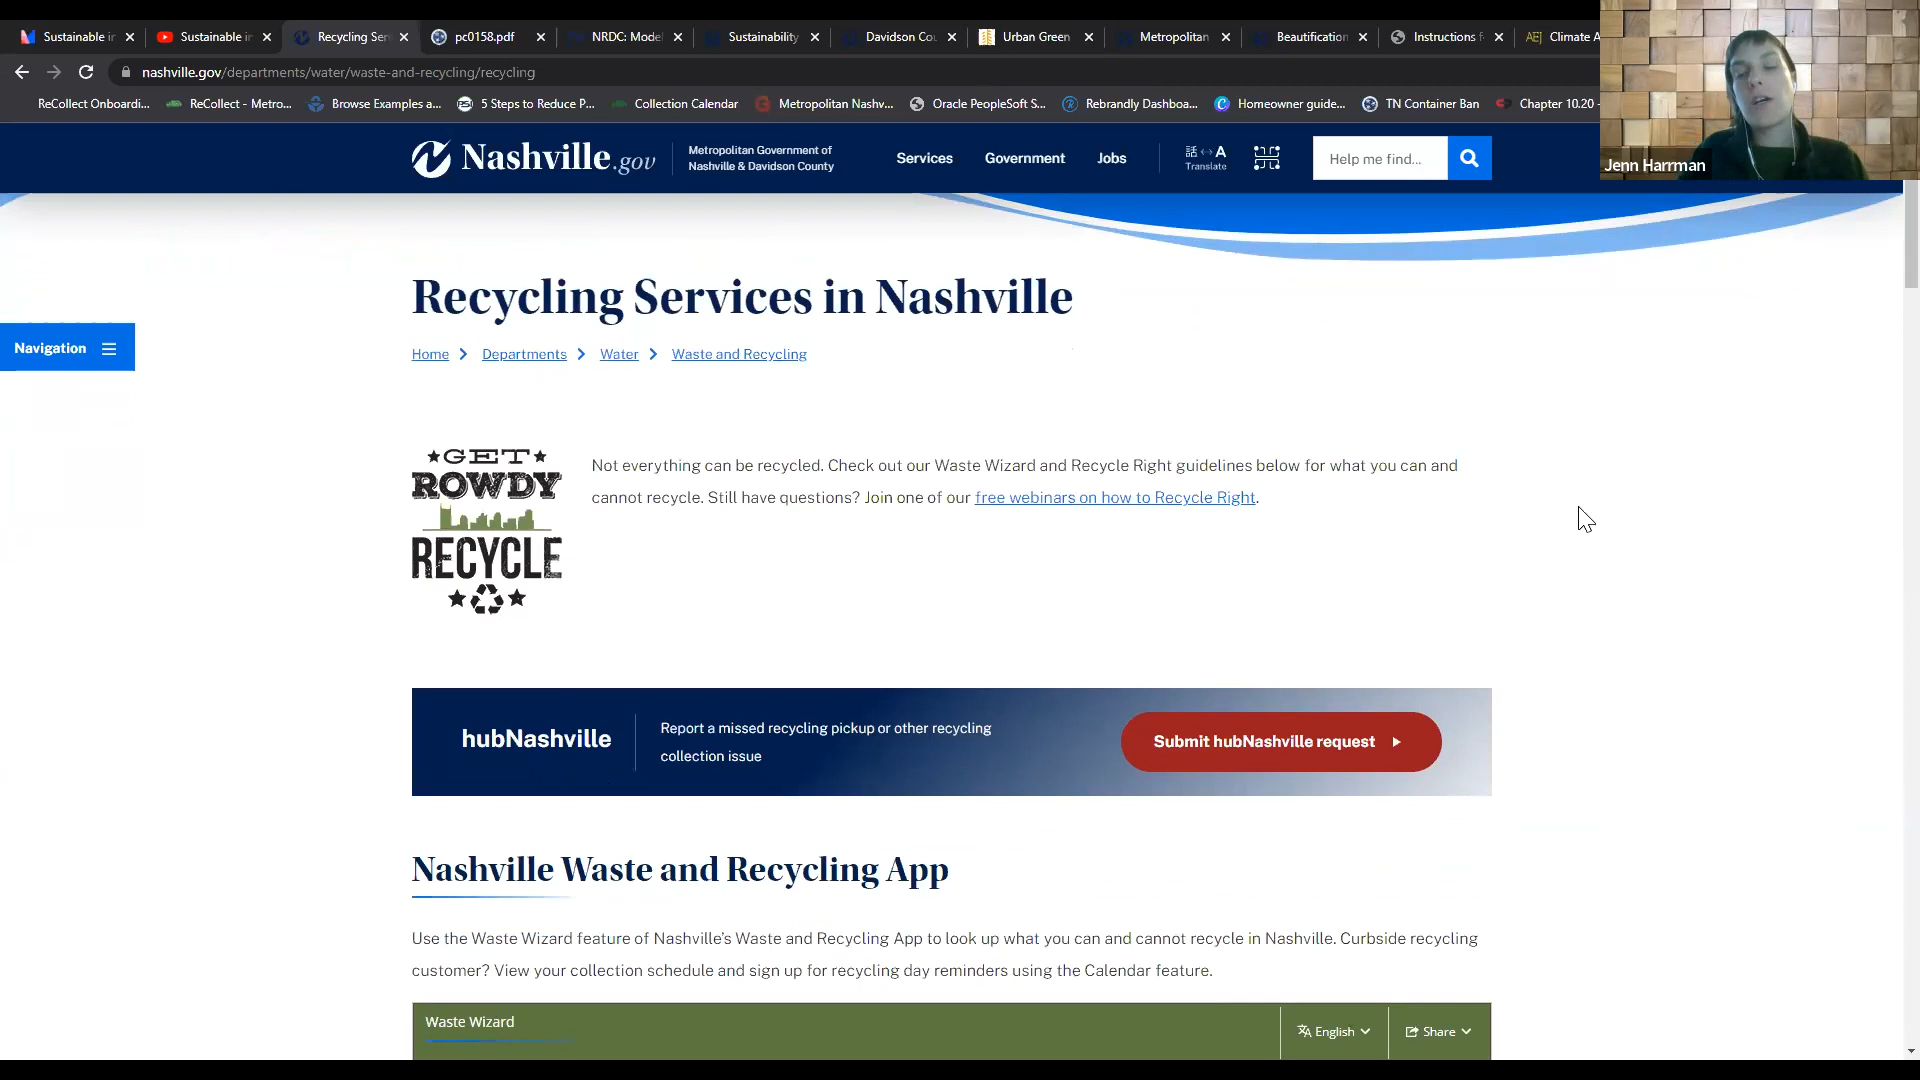 Sustainable in
Sustainable in
Recycling Ser
pc0158.pdf
NRDC: Model
Sustainability
Davidson Cou
Urban Green
Metropolitan
Beautification
Instructions f
Climate A
nashville.gov/departments/water/waste-and-recycling/recycling
ReCollect Onboardi...
ReCollect - Metro...
Browse Examples a...
5 Steps to Reduce P...
Collection Calendar
Metropolitan Nashv...
Oracle PeopleSoft S...
Rebrandly Dashboa...
Homeowner guide...
TN Container Ban
Chapter 10.20 -
Nashville.gov
Metropolitan Government of
Nashville & Davidson County
Services
Government
Jobs
Translate
Help me find...
Jenn Harrman
Recycling Services in Nashville
Navigation
Home
Departments
Water
Waste and Recycling
GET
ROWDY
RECYCLE
Not everything can be recycled. Check out our Waste Wizard and Recycle Right guidelines below for what you can and
cannot recycle. Still have questions? Join one of our free webinars on how to Recycle Right.
hubNashville
Report a missed recycling pickup or other recycling
collection issue
Submit hubNashville request
Nashville Waste and Recycling App
Use the Waste Wizard feature of Nashville's Waste and Recycling App to look up what you can and cannot recycle in Nashville. Curbside recycling
customer? View your collection schedule and sign up for recycling day reminders using the Calendar feature.
Waste Wizard
English
Share